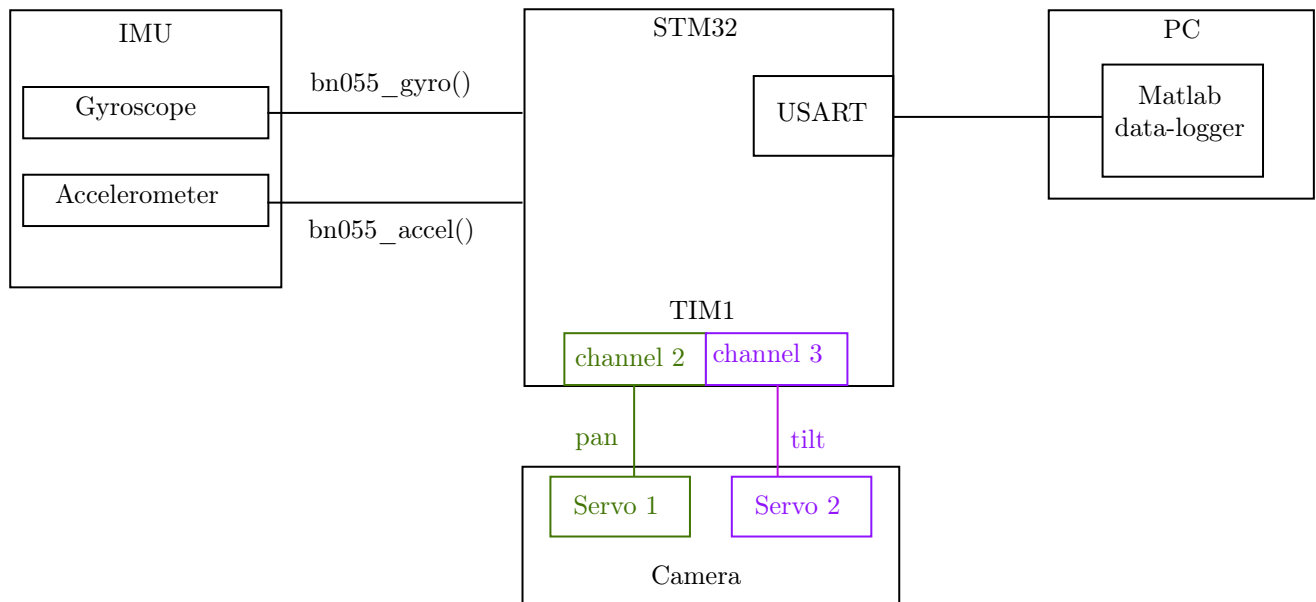 IMU
STM32
PC
Gyroscope
bn055_gyro()
USART
Matlab
data-logger
Accelerometer
bn055_accel()
TIM1
channel 2
channel 3
pan
tilt
Servo 1
Servo 2
Camera